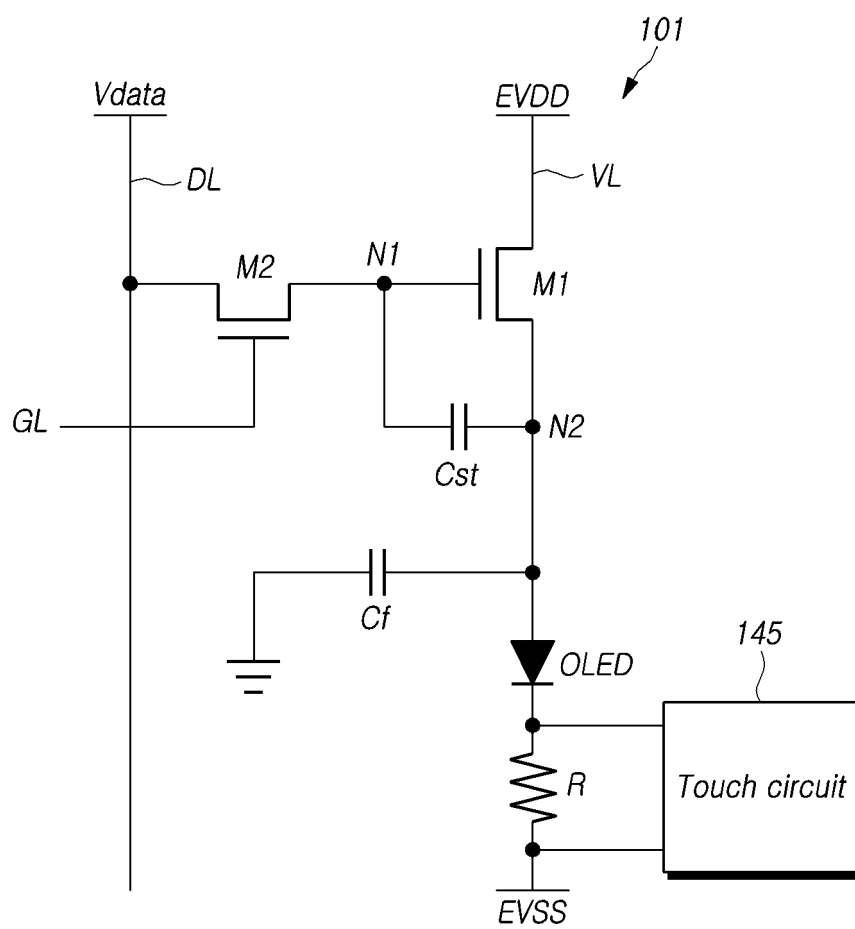 101
Vdata
EVDD
DL
VL
N1
M2
M1
GL
N2
Cst
Cf
145
OLED
R
Touch circuit
EVSS